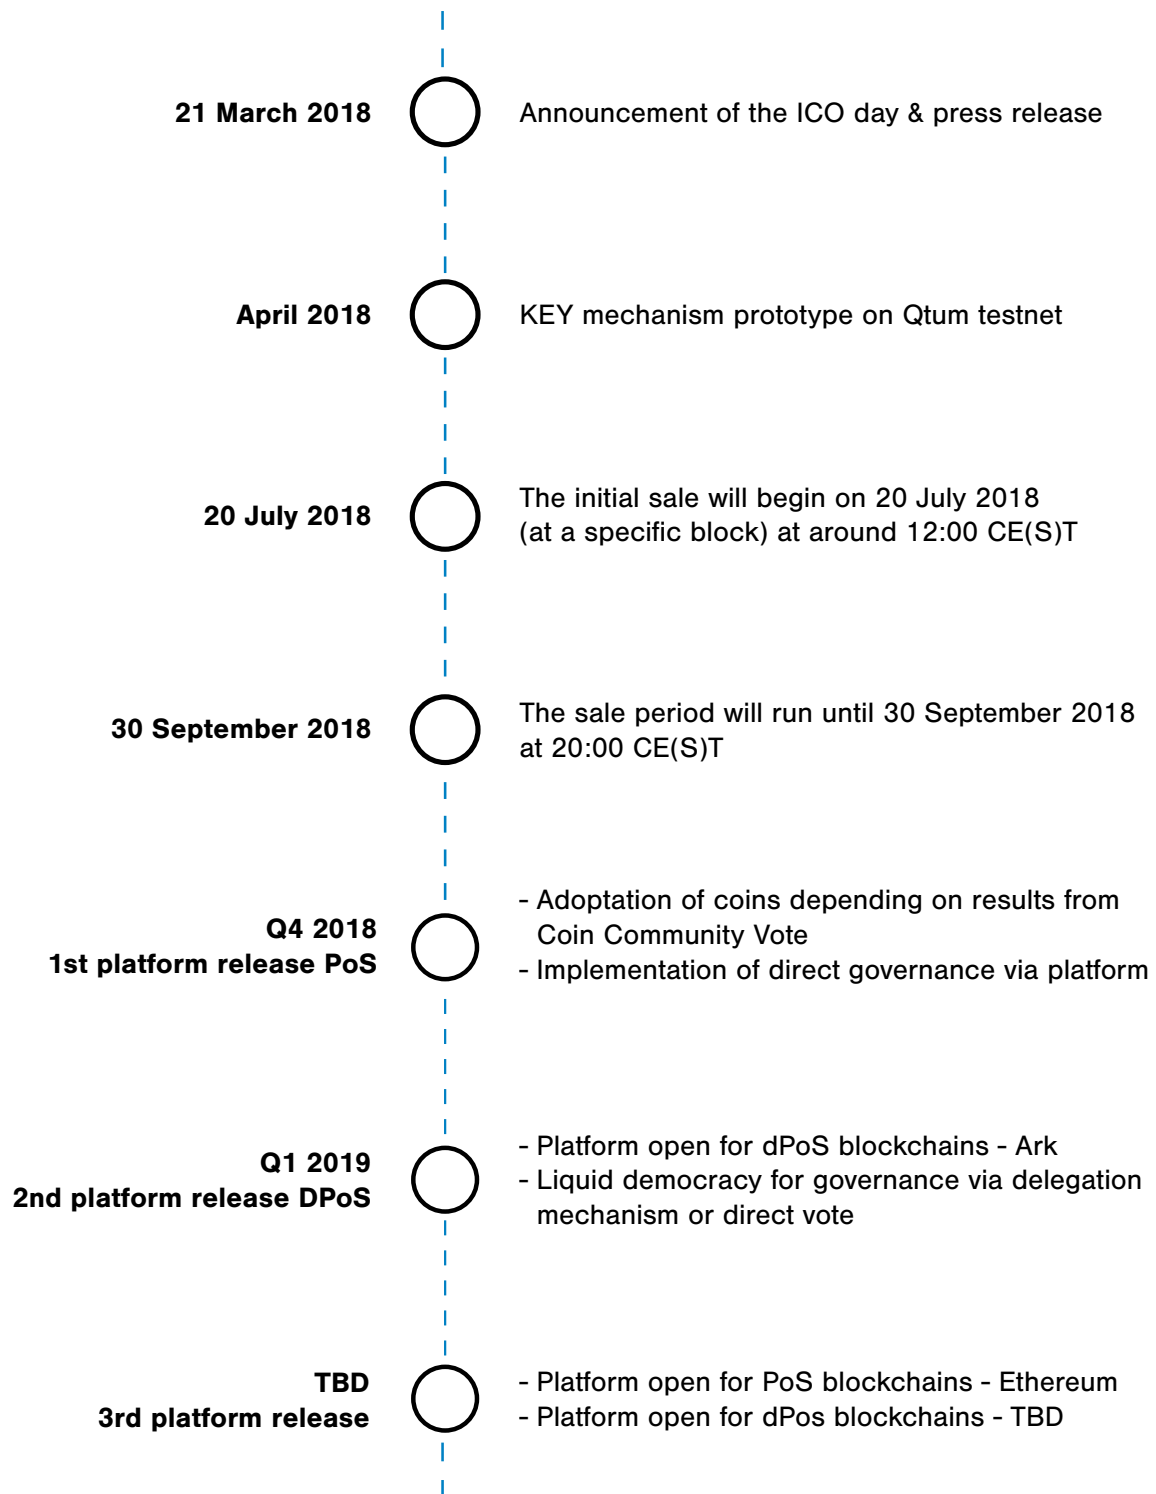 21 March 2018
Announcement of the ICO day & press release
April 2018
KEY mechanism prototype on Qtum testnet
20 July 2018
The initial sale will begin on 20 July 2018
(at a specific block) at around 12:00 CE(S)T
30 September 2018
The sale period will run until 30 September 2018
at 20:00 CE(S)T
Q4 2018
1st platform release PoS
- Adoptation of coins depending on results from
Coin Community Vote
- Implementation of direct governance via platform
Q1 2019
2nd platform release DPoS
- Platform open for dPoS blockchains - Ark
- Liquid democracy for governance via delegation
mechanism or direct vote
TBD
3rd platform release
- Platform open for PoS blockchains - Ethereum
- Platform open for dPos blockchains - TBD